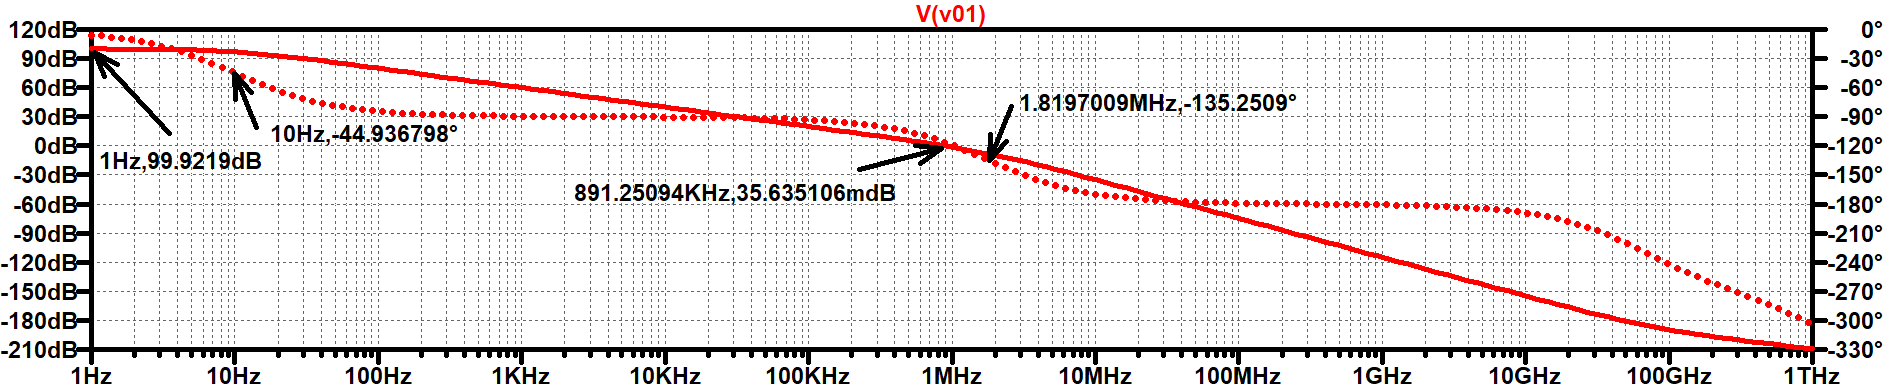 V(v01)
120dB
90dB
60dB
30dB
0dB
-30dB
-60dB
-90dB
-120dB
-150dB
-180dB
-210dB
0°
-30°
-60°
-90°
-120°
-150°
-180°
-210°
-240°
-270°
-300°
-330°
1.8197009MHz,-135.2509°
10Hz,-44.936798°
1Hz,99.9219dB
891.25094KHz,35.635106mdB
1Hz 10Hz 100Hz 1KHz 10KHz 100KHz 1MHz 10MHz 100MHz 1GHz 10GHz 100GHz 1THz